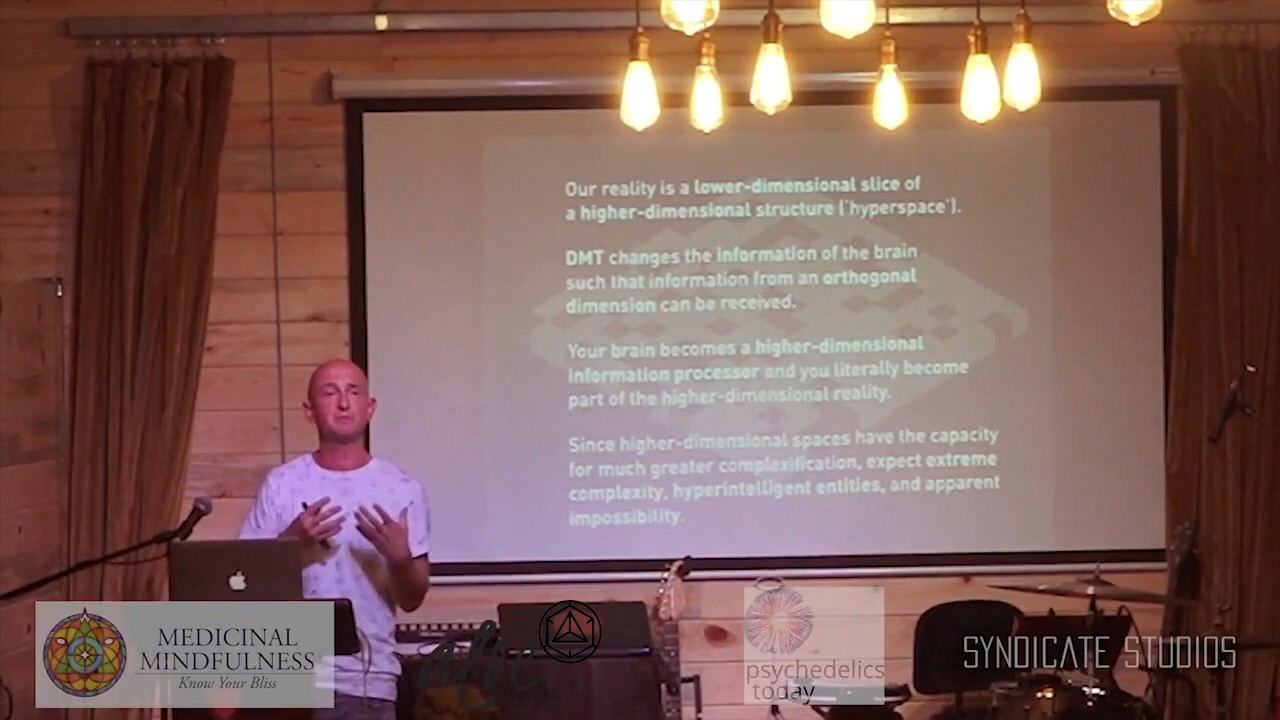 Our reality is a lower-dimensional slice of
a higher-dimensional structure ('hyperspace').
DMT changes the information of the brain
such that information from an orthogonal
dimension can be received.
Your brain becomes a higher-dimensional
information processor and you literally become
part of the higher-dimensional reality.
Since higher-dimensional spaces have the capacity
for much greater complexification, expect extreme
complexity, hyperintelligent entities, and apparent
impossibility.
MEDICINAL
MINDFULNESS
Know Your Bliss
psychedelics
today
SYNDICATE STUDIOS